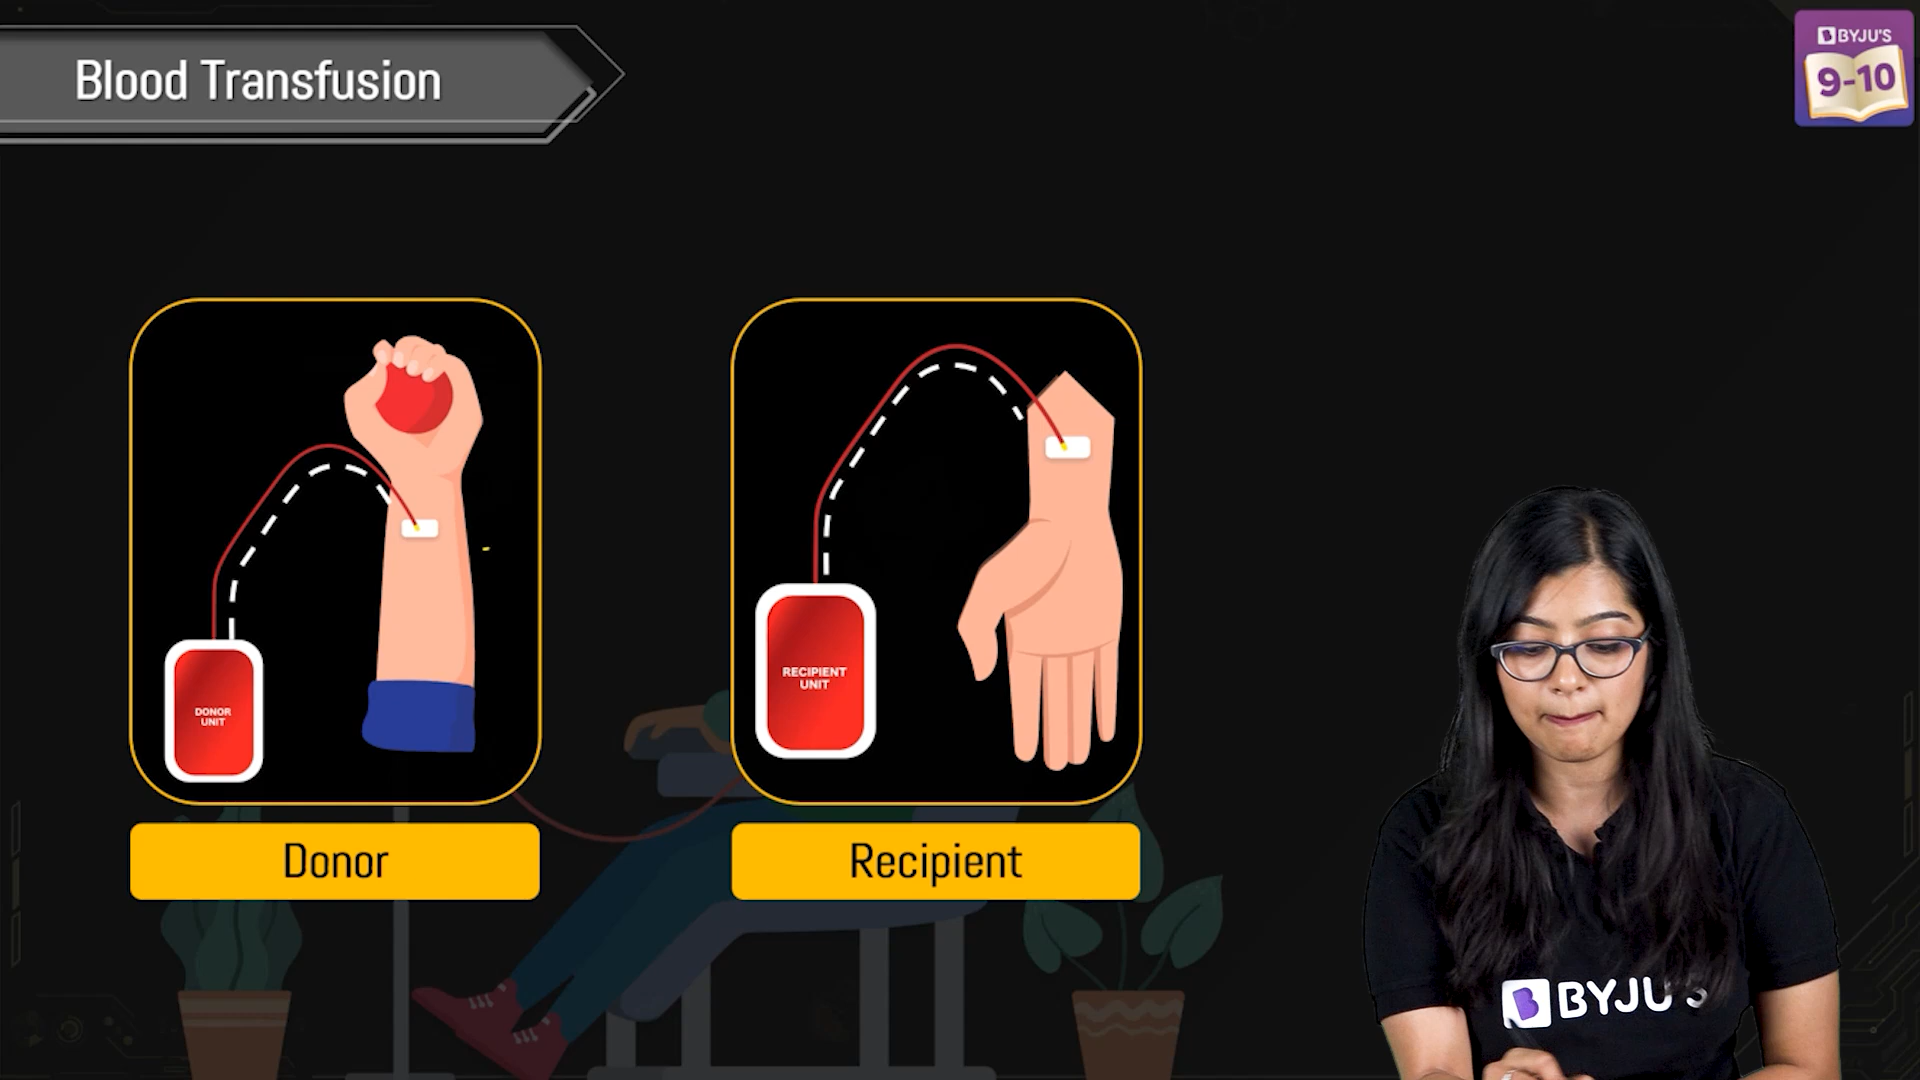 Blood Transfusion
BYJU'S
9-10
RECIPIENT
UNIT
DONOR
UNIT
Donor
Recipient
BYJU'S